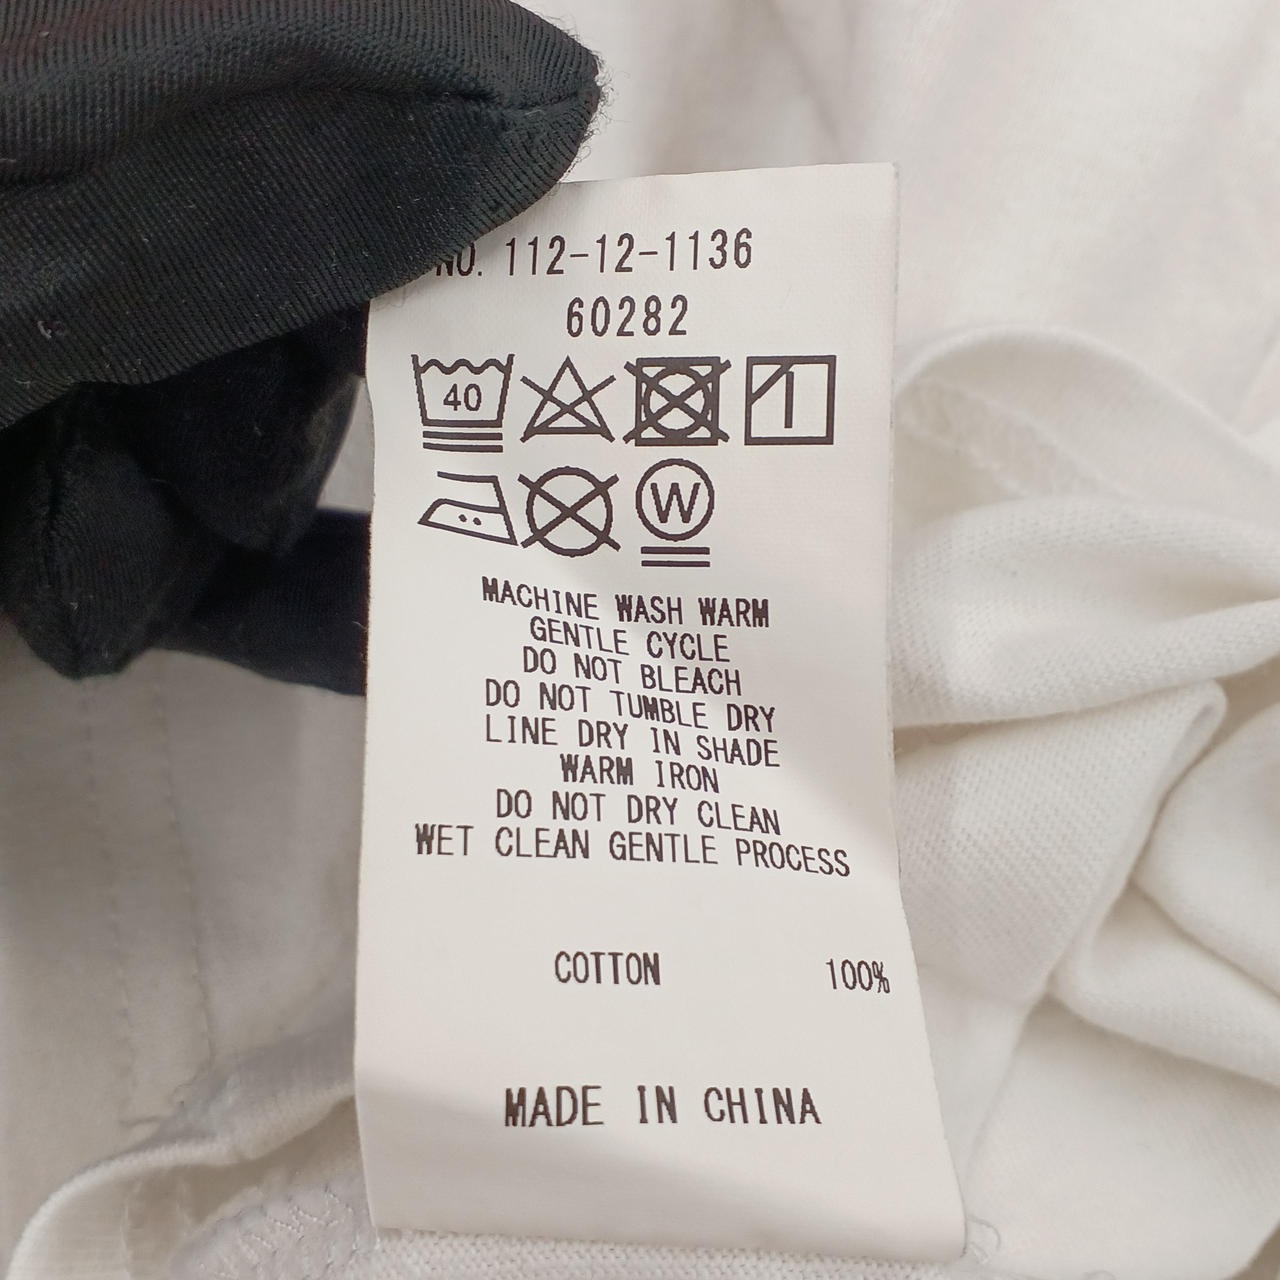 NO. 112-12-1136
60282
40
W
MACHINE WASH WARM
GENTLE CYCLE
DO NOT BLEACH
DO NOT TUMBLE DRY
LINE DRY IN SHADE
WARM IRON
DO NOT DRY CLEAN
WET CLEAN GENTLE PROCESS
COTTON 100%
MADE IN CHINA